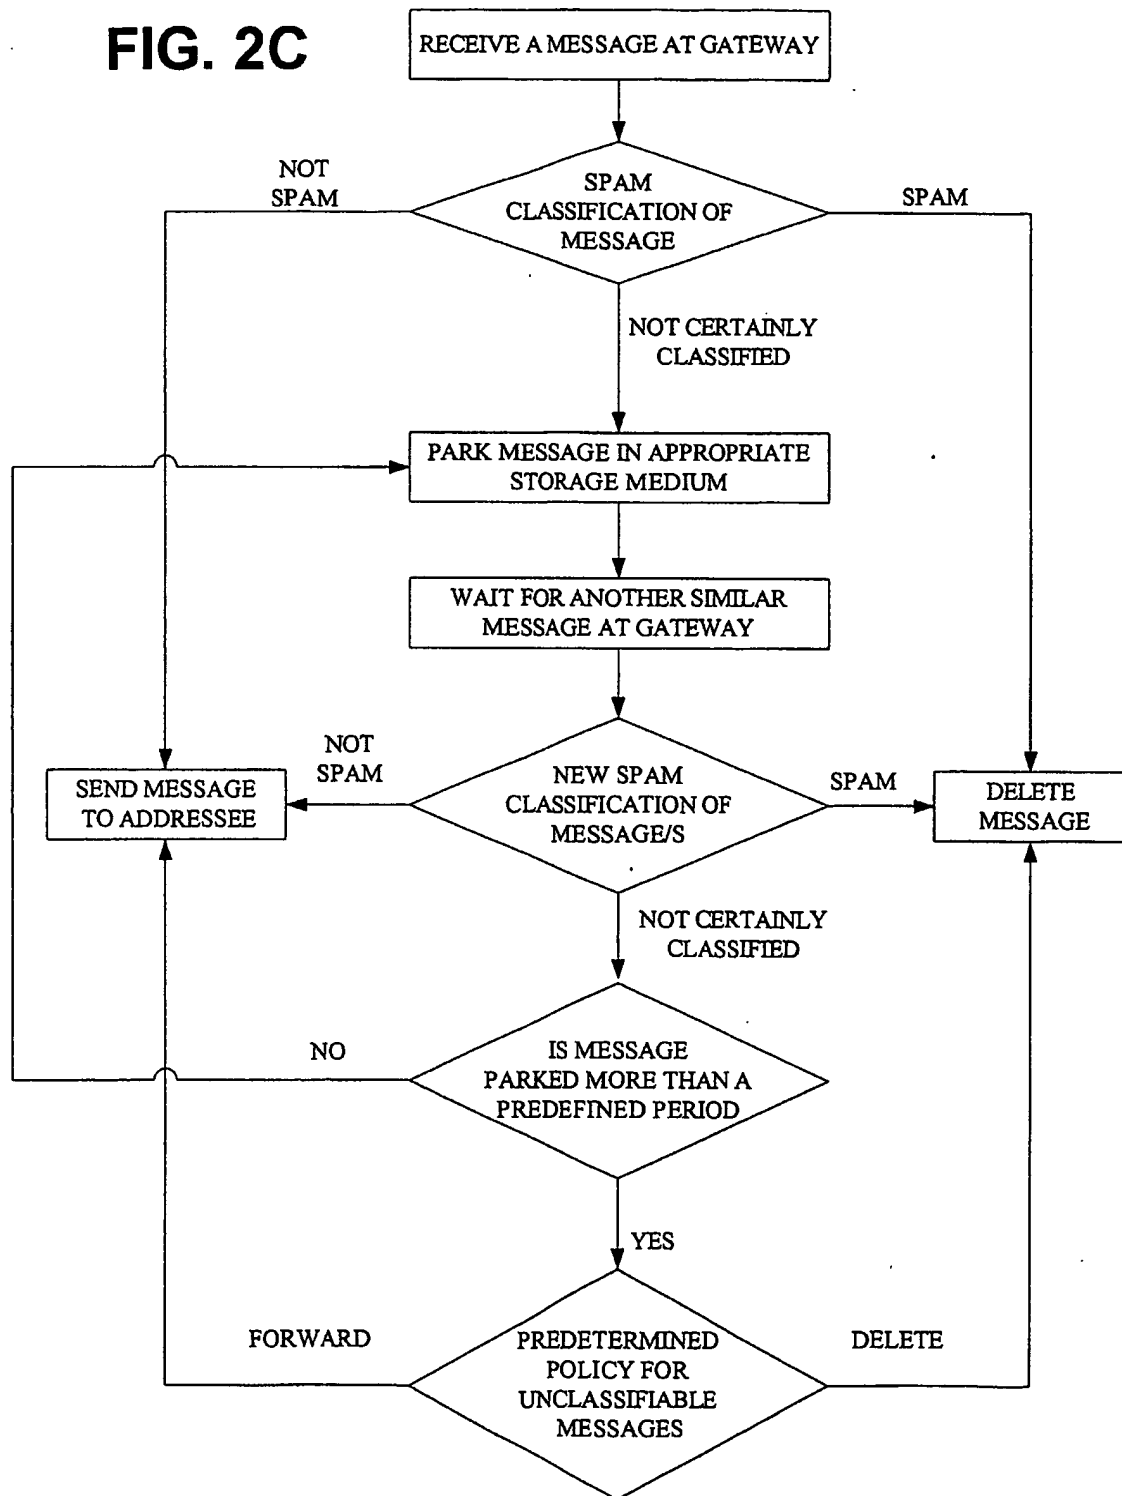 FIG. 2C
RECEIVE A MESSAGE AT GATEWAY
NOT
SPAM
SPAM
CLASSIFICATION OF
MESSAGE
SPAM
NOT CERTAINLY
CLASSIFIED
PARK MESSAGE IN APPROPRIATE
STORAGE MEDIUM
WAIT FOR ANOTHER SIMILAR
MESSAGE AT GATEWAY
NOT
SPAM
SEND MESSAGE
TO ADDRESSEE
NEW SPAM
CLASSIFICATION OF
MESSAGE/S
SPAM
DELETE
MESSAGE
NOT CERTAINLY
CLASSIFIED
NO
IS MESSAGE
PARKED MORE THAN A
PREDEFINED PERIOD
YES
FORWARD
PREDETERMINED
POLICY FOR
UNCLASSIFIABLE
MESSAGES
DELETE